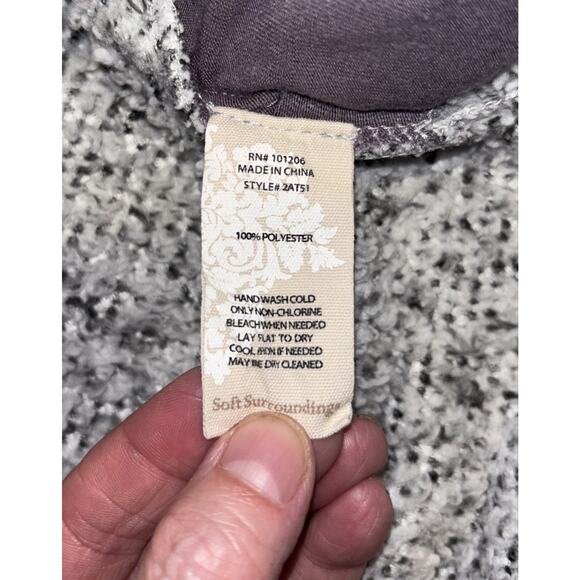 RN# 101206
MADE IN CHINA
STYLE# 2AT51
100% POLYESTER
HAND WASH COLD
ONLY NON-CHLORINE
BLEACH WHEN NEEDED
LAY FLAT TO DRY
COOL IRON IF NEEDED
MAY BE DRY CLEANED
Soft Surroundings